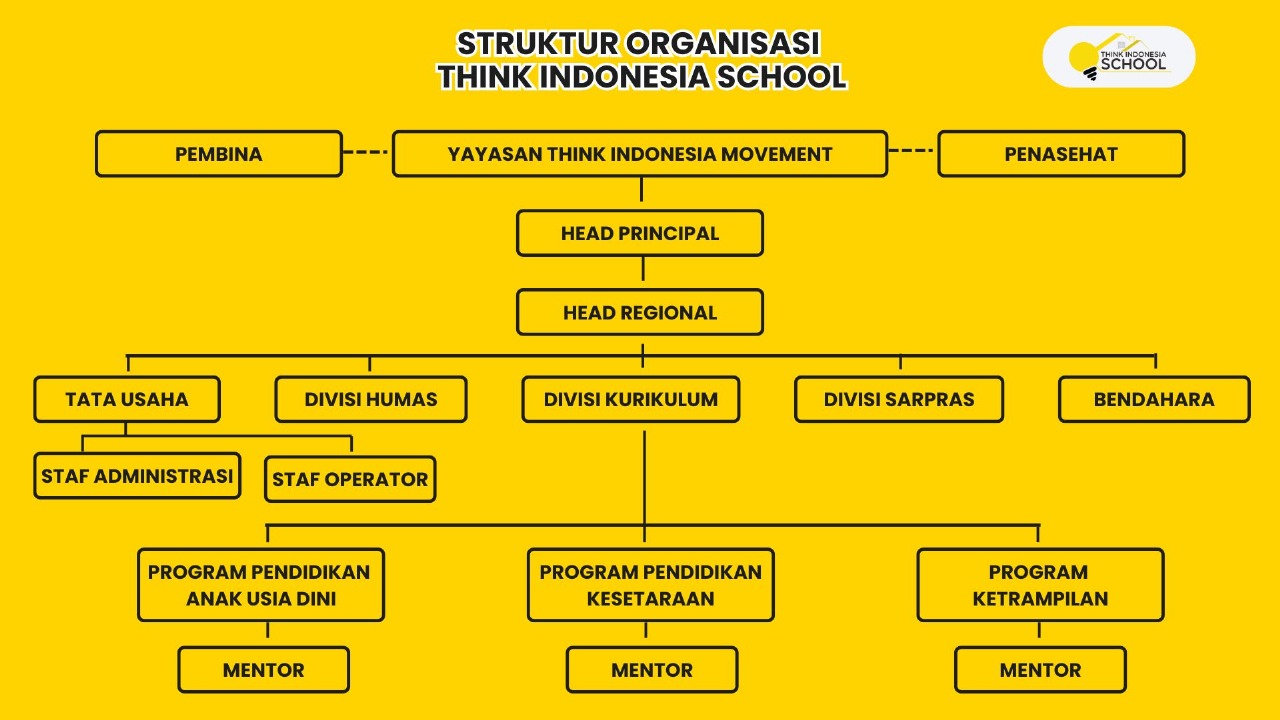 STRUKTUR ORGANISASI
THINK INDONESIA SCHOOL
THINK INDONESIA
SCHOOL
PEMBINA
YAYASAN THINK INDONESIA MOVEMENT
PENASEHAT
HEAD PRINCIPAL
HEAD REGIONAL
TATA USAHA
DIVISI HUMAS
DIVISI KURIKULUM
DIVISI SARPRAS
BENDAHARA
STAF ADMINISTRASI
STAF OPERATOR
PROGRAM PENDIDIKAN
ANAK USIA DINI
PROGRAM PENDIDIKAN
KESETARAAN
PROGRAM
KETRAMPILAN
MENTOR
MENTOR
MENTOR